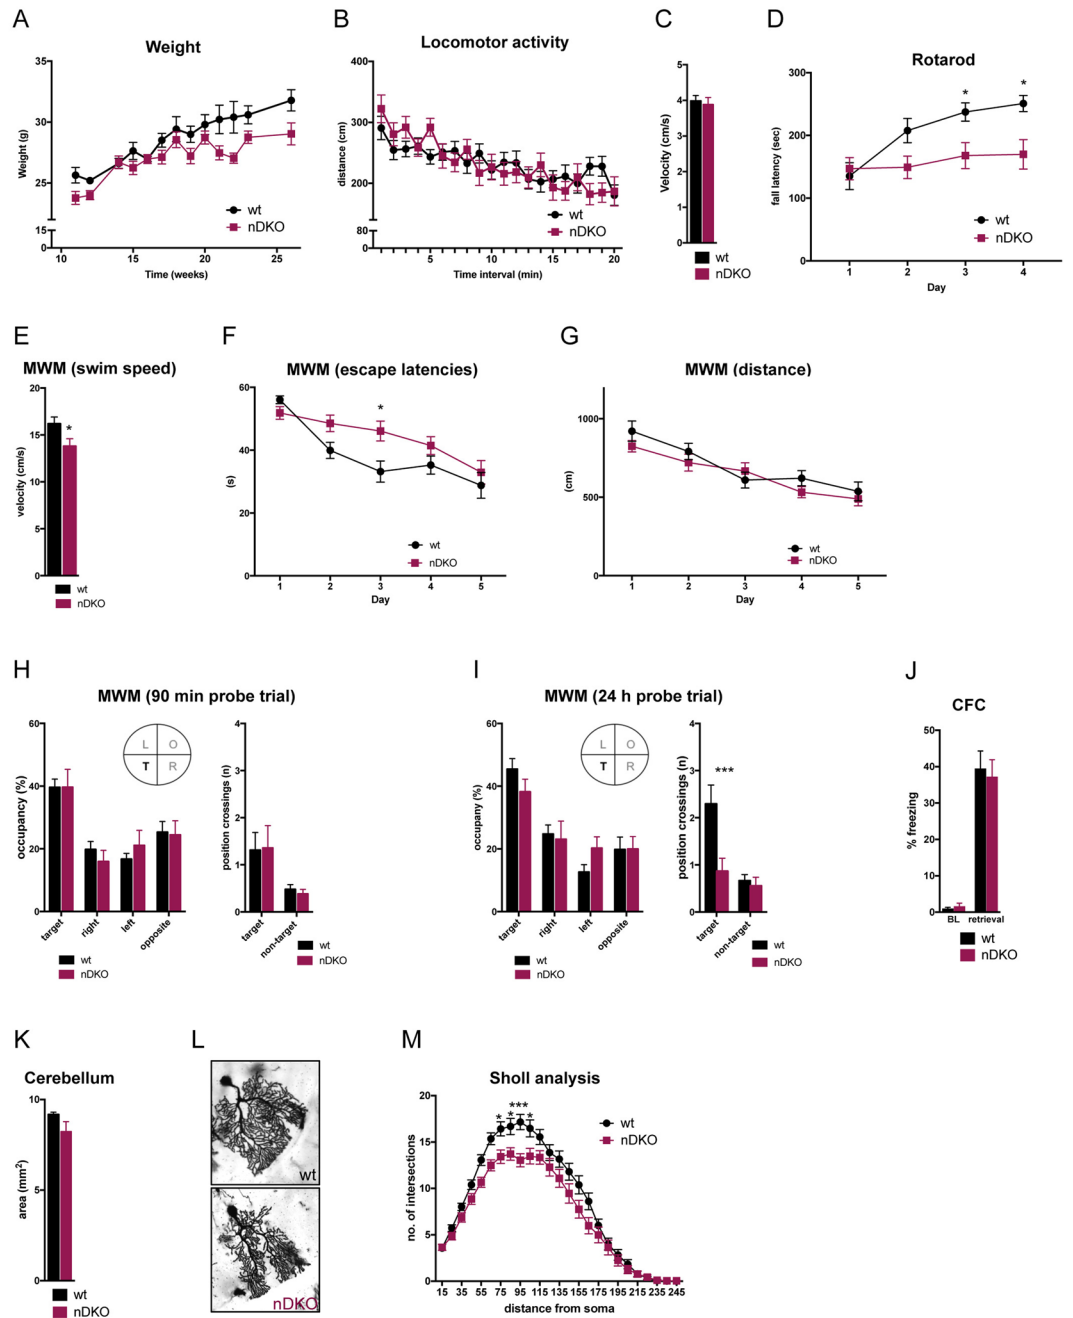 A
Weight
35
30
25
15
0
Weight (g)
10
15
20
25
Time (weeks)
wt
nDKO
B
Locomotor activity
400
300
200
80
0
distance (cm)
1
5
10
15
20
Time interval (min)
wt
nDKO
C
5
4
3
2
1
0
Velocity (cm/s)
wt
nDKO
D
Rotarod
300
200
100
0
fall latency (sec)
* *
1
2
3
4
Day
wt
nDKO
E
MWM (swim speed)
20
15
10
5
0
velocity (cm/s)
*
wt
nDKO
F
MWM (escape latencies)
60
40
20
0
(s)
*
1
2
3
4
5
Day
wt
nDKO
G
MWM (distance)
1000
500
0
(cm)
1
2
3
4
5
Day
wt
nDKO
H
MWM (90 min probe trial)
60
40
20
0
occupancy (%)
L O
T R
target
right
left
opposite
wt
nDKO
4
3
2
1
0
position crossings (n)
target
non-target
wt
nDKO
I
MWM (24 h probe trial)
60
40
20
0
occupany (%)
L O
T R
target
right
left
opposite
wt
nDKO
4
3
2
1
0
position crossings (n)
***
target
non-target
wt
nDKO
J
CFC
50
40
30
20
10
0
% freezing
BL retrieval
wt
nDKO
K
Cerebellum
10
5
0
area (mm²)
wt
nDKO
L
wt
nDKO
M
Sholl analysis
20
15
10
5
0
no. of intersections
* * *** *
15 35 55 75 95 115 135 155 175 195 215 235 245
distance from soma
wt
nDKO